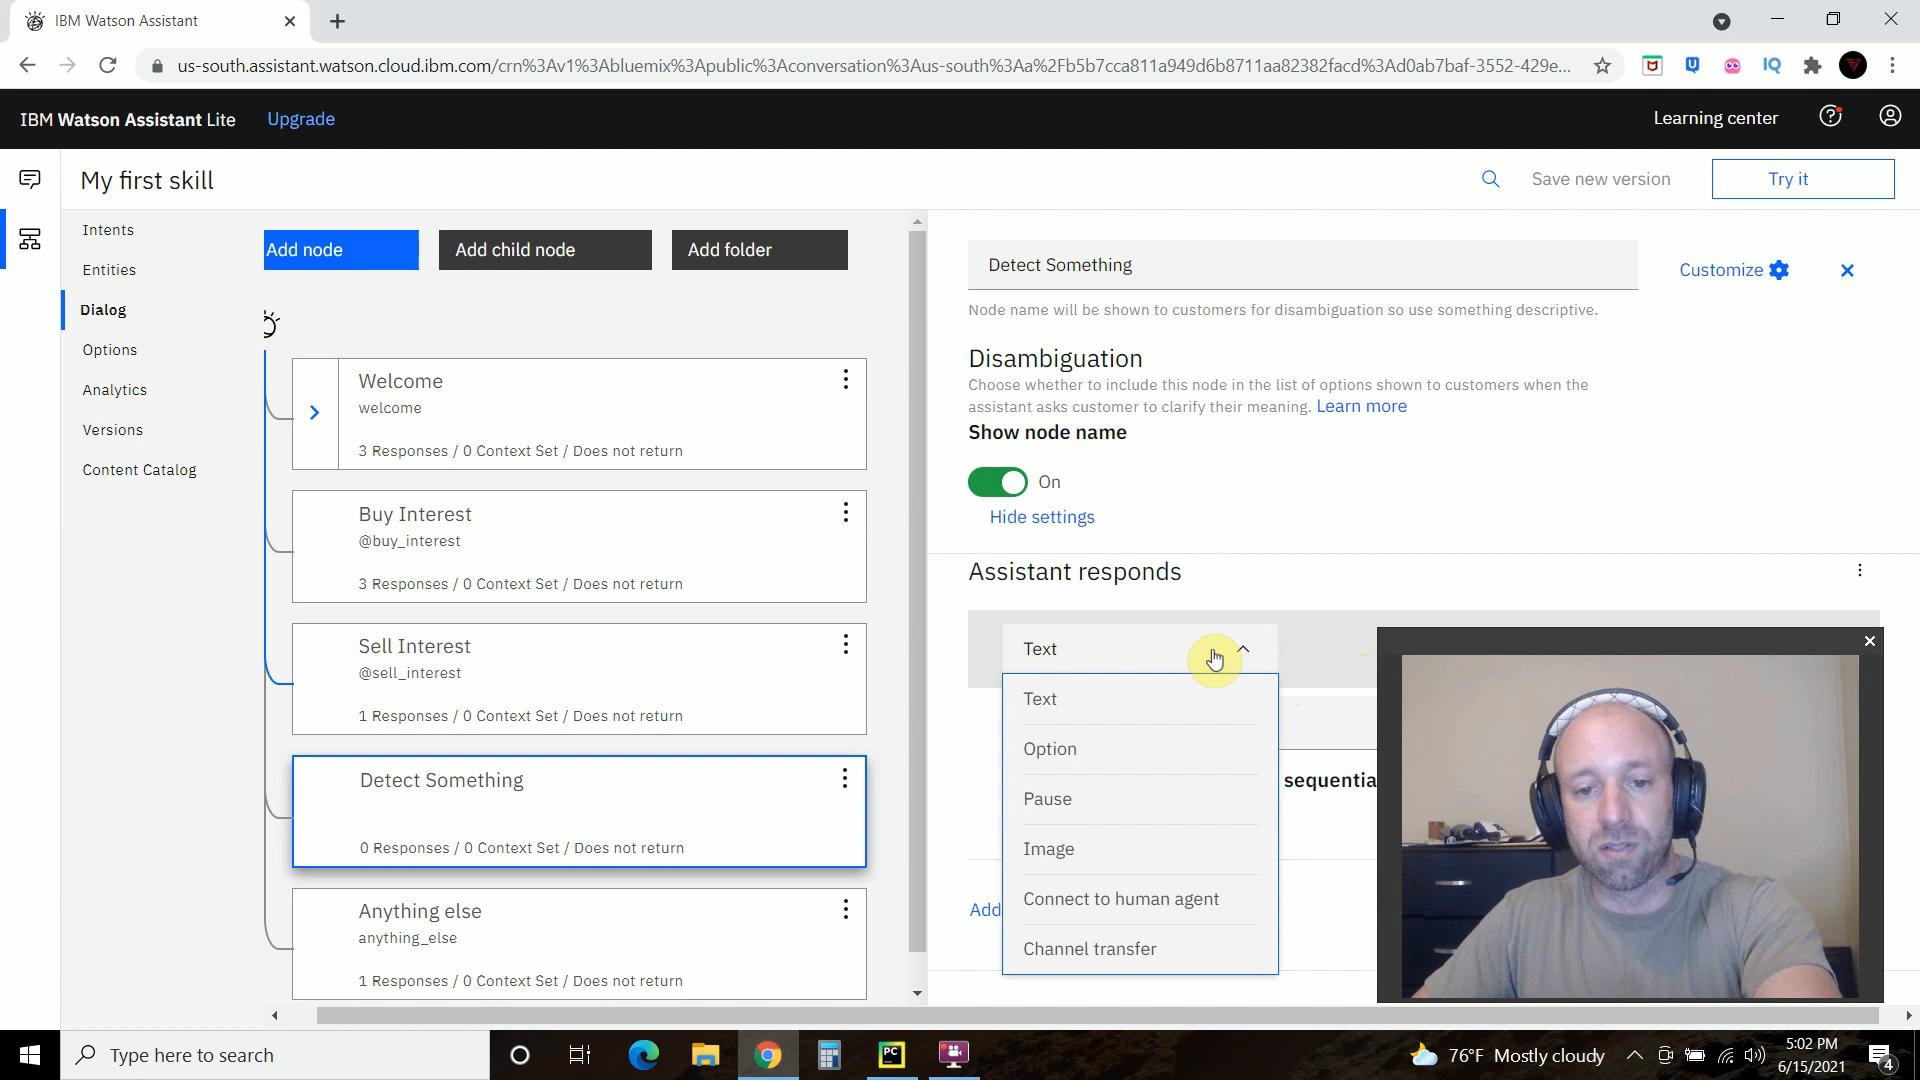 IBM Watson Assistant
us-south.assistant.watson.cloud.ibm.com/crn%3Av1%3Abluemix%3Apublic%3Aconversation%3Aus-south%3Aa%2Fb5b7cca811a949d6b8711aa82382facd%3Ad0ab7baf-3552-429e...
IBM Watson Assistant Lite
Upgrade
Learning center
My first skill
Save new version
Try it
Intents
Entities
Dialog
Options
Analytics
Versions
Content Catalog
Add node
Add child node
Add folder
Welcome
welcome
3 Responses / 0 Context Set / Does not return
Buy Interest
@buy_interest
3 Responses / 0 Context Set / Does not return
Sell Interest
@sell_interest
1 Responses / 0 Context Set / Does not return
Detect Something
0 Responses / 0 Context Set / Does not return
Anything else
anything_else
1 Responses / 0 Context Set / Does not return
Detect Something
Customize
Node name will be shown to customers for disambiguation so use something descriptive.
Disambiguation
Choose whether to include this node in the list of options shown to customers when the
assistant asks customer to clarify their meaning. Learn more
Show node name
On
Hide settings
Assistant responds
Text
Text
Option
Pause
Image
Connect to human agent
Channel transfer
sequentia
Add
Type here to search
PC
76°F Mostly cloudy
5:02 PM
6/15/2021
4
IQ